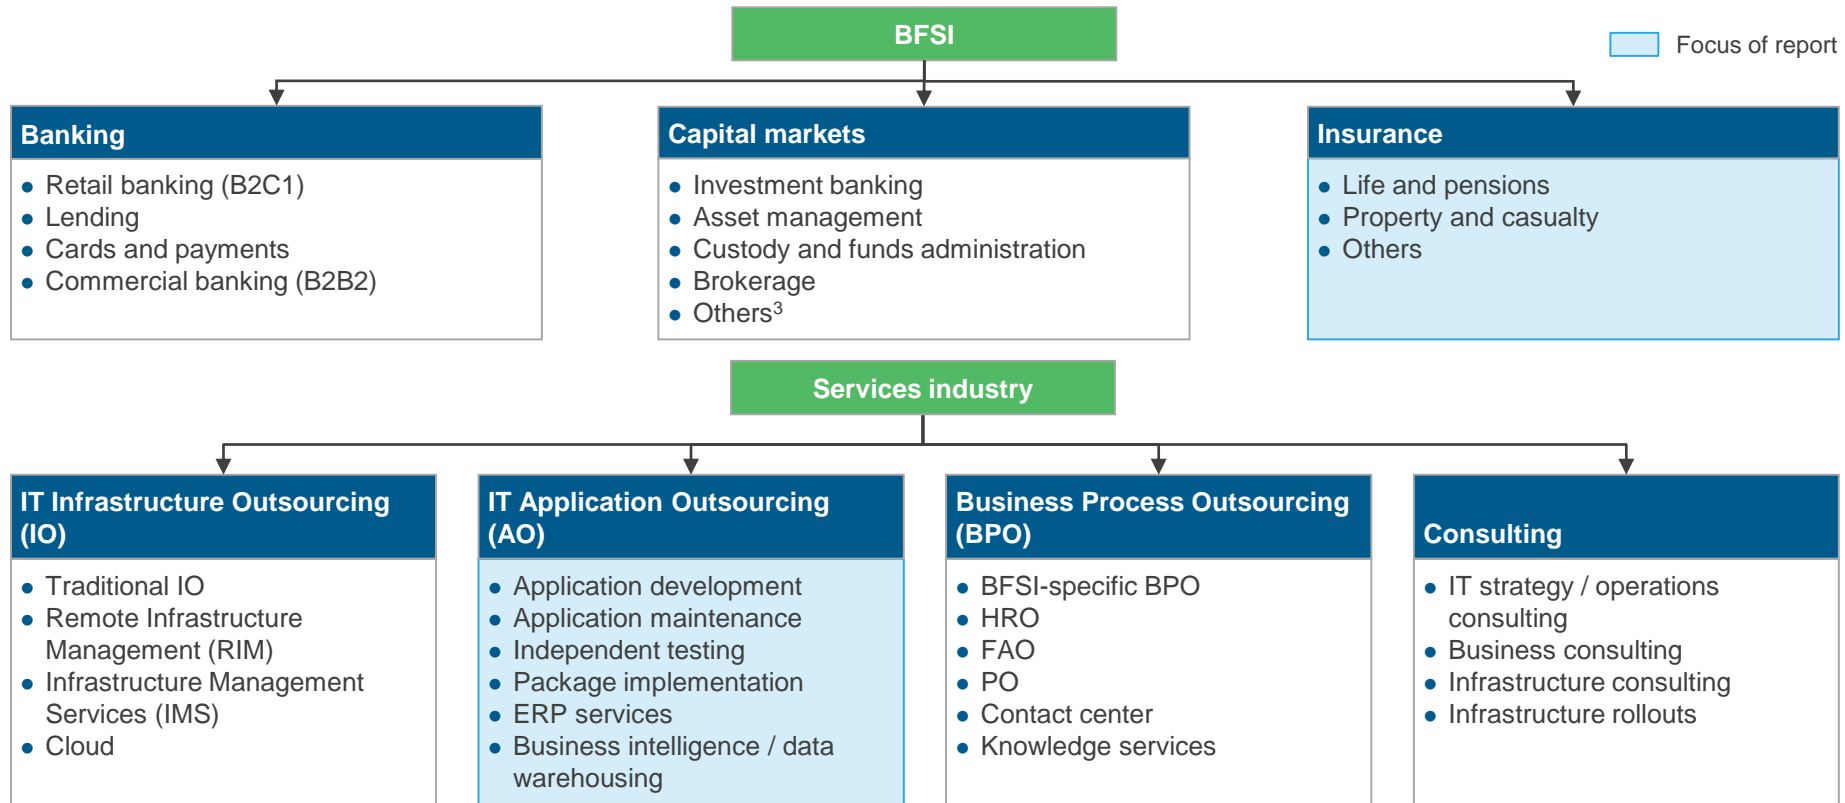 BFSI
Focus of report
Banking
Retail banking (B2C1)
Lending
Cards and payments
Commercial banking (B2B2)
Capital markets
Investment banking
Asset management
Custody and funds administration
Brokerage
Others³
Insurance
Life and pensions
Property and casualty
Others
Services industry
IT Infrastructure Outsourcing
(IO)
Traditional IO
Remote Infrastructure
Management (RIM)
Infrastructure Management
Services (IMS)
Cloud
IT Application Outsourcing
(AO)
Application development
Application maintenance
Independent testing
Package implementation
ERP services
Business intelligence / data
warehousing
Business Process Outsourcing
(BPO)
BFSI-specific BPO
HRO
FAO
PO
Contact center
Knowledge services
Consulting
IT strategy / operations
consulting
Business consulting
Infrastructure consulting
Infrastructure rollouts